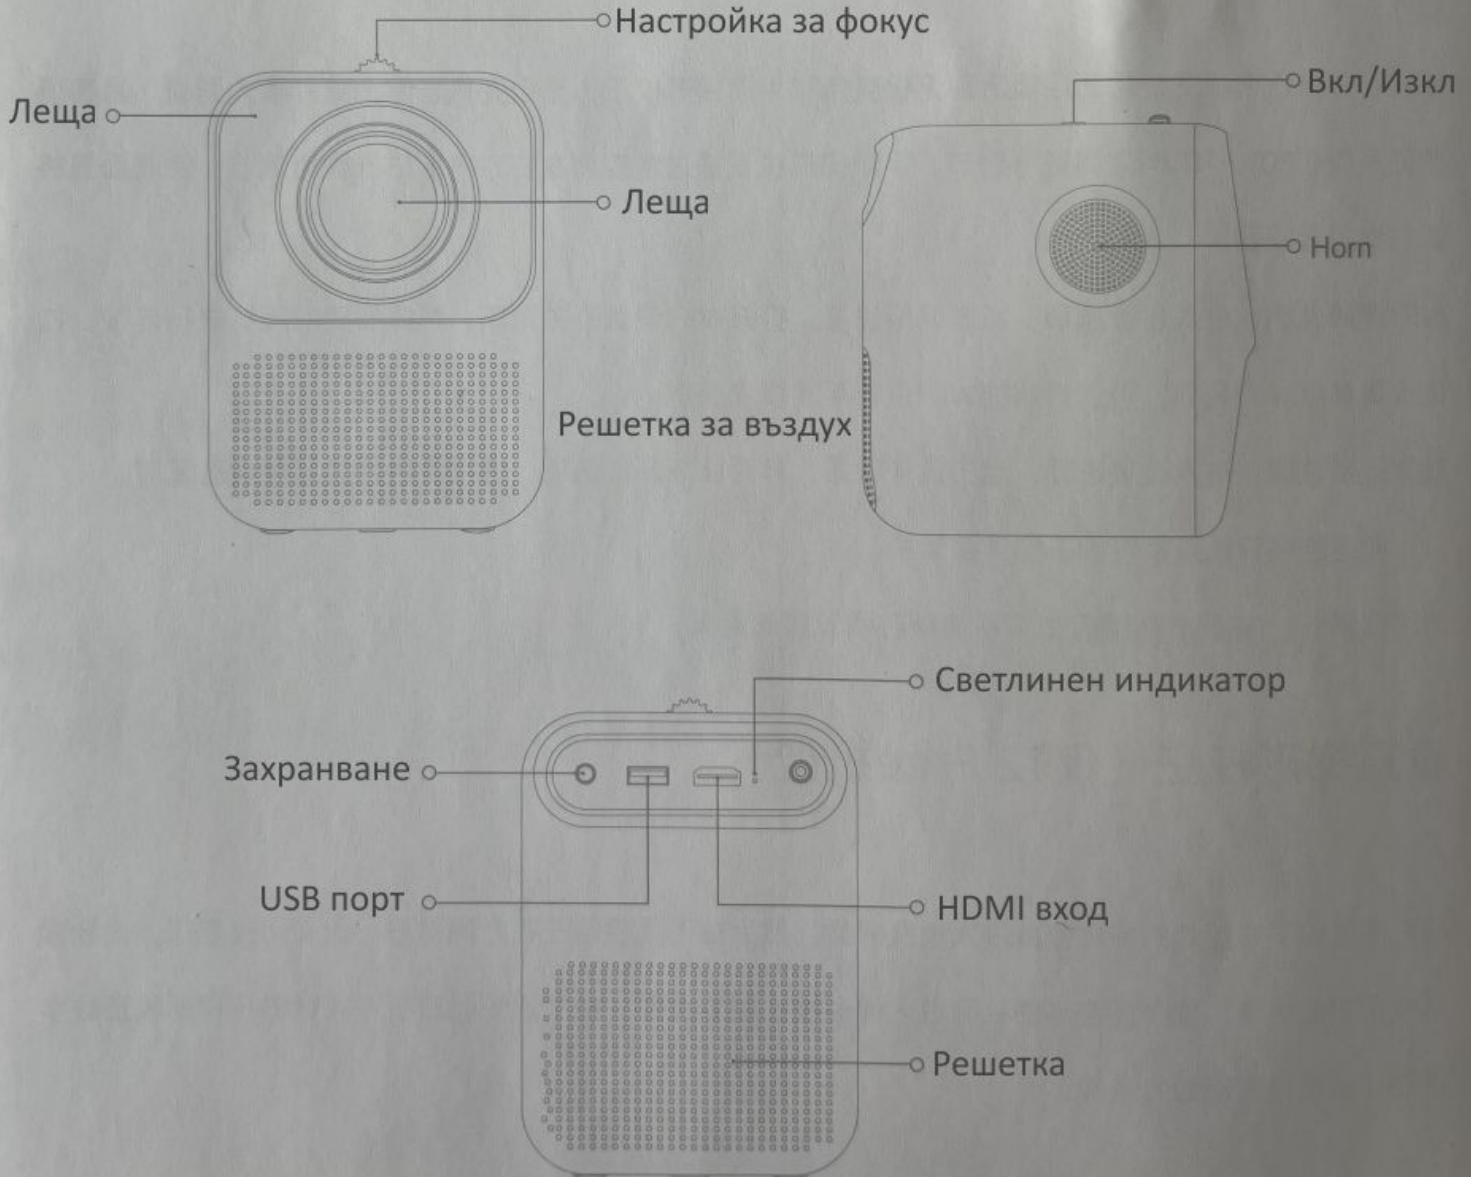 Настройка за фокус
Леща
Вкл/Изкл
Леща
Horn
Решетка за въздух
Светлинен индикатор
Захранване
USB порт
HDMI вход
Решетка